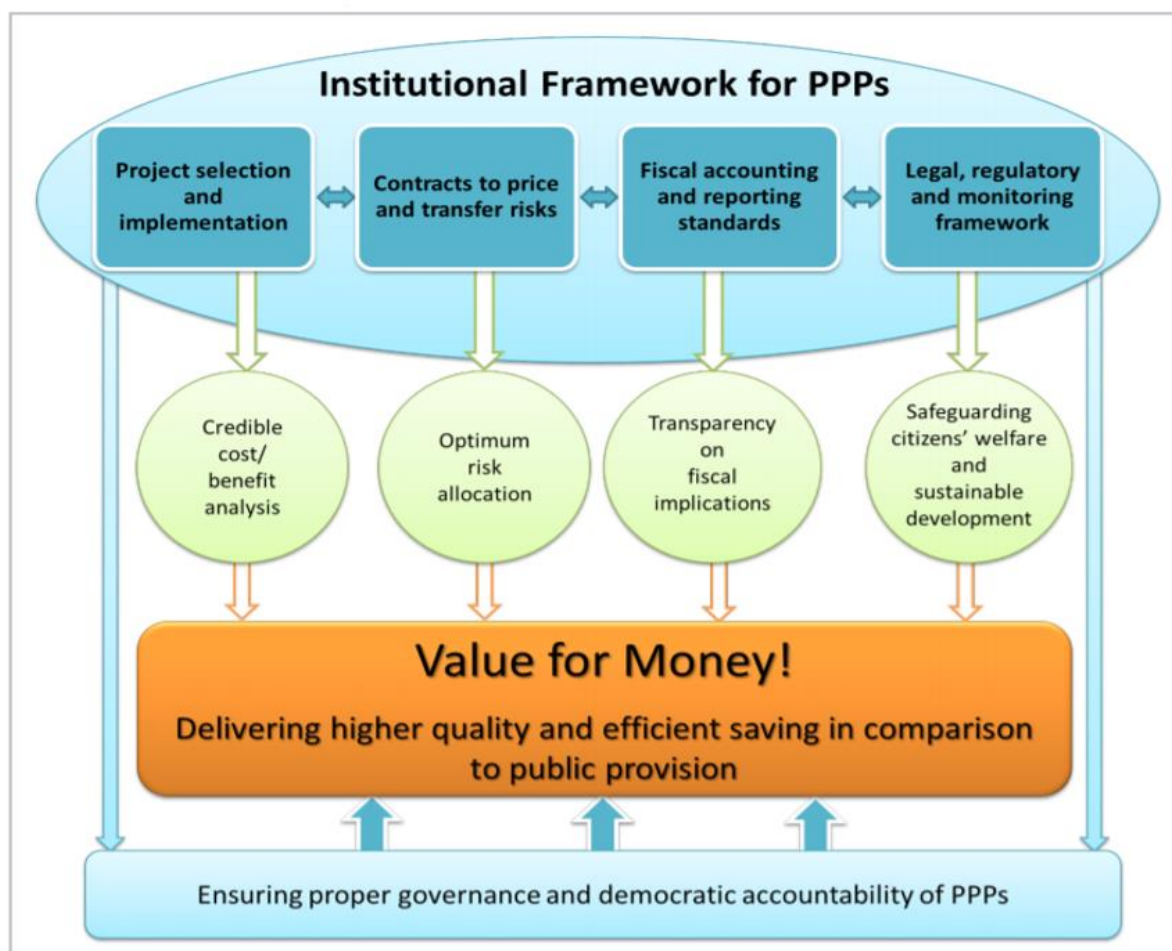 Institutional Framework for PPPs
Project selection
and
implementation
Contracts to price
and transfer risks
Fiscal accounting
and reporting
standards
Legal, regulatory
and monitoring
framework
Credible
cost/
benefit
analysis
Optimum
risk
allocation
Transparency
on
fiscal
implications
Safeguarding
citizens’ welfare
and
sustainable
development
Value for Money!
Delivering higher quality and efficient saving in comparison
to public provision
Ensuring proper governance and democratic accountability of PPPs